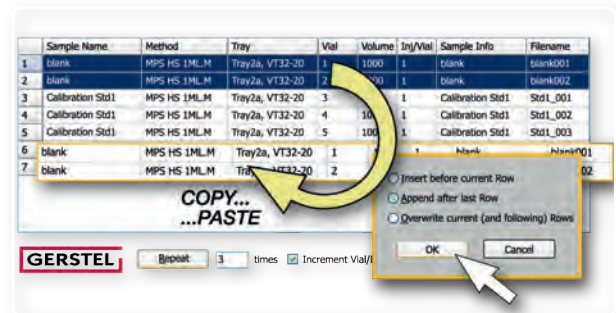 Sample Name Method Tray Vial Volume Inj/Vial Sample Info Filename
1 blank MPS HS 1ML.M Tray2a, VT32-20 1 1000 1 blank blank001
2 blank MPS HS 1ML.M Tray2a, VT32-20 2 1 blank blank002
3 Calibration Std1 MPS HS 1ML.M Tray2a, VT32-20 3 1 Calibration Std1 Std1_001
4 Calibration Std1 MPS HS 1ML.M Tray2a, VT32-20 4 1 Calibration Std1 Std1_002
5 Calibration Std1 MPS HS 1ML.M Tray2a, VT32-20 5 1 Calibration Std1 Std1_003
6 blank MPS HS 1ML.M Tray2a, VT32-20 1 1 blank blank001
7 blank MPS HS 1ML.M VT32-20 2 02
Insert before current Row
Append after last Row
Overwrite current (and following) Rows
OK Cancel
COPY...
...PASTE
GERSTEL Repeat 3 times Increment Vial/